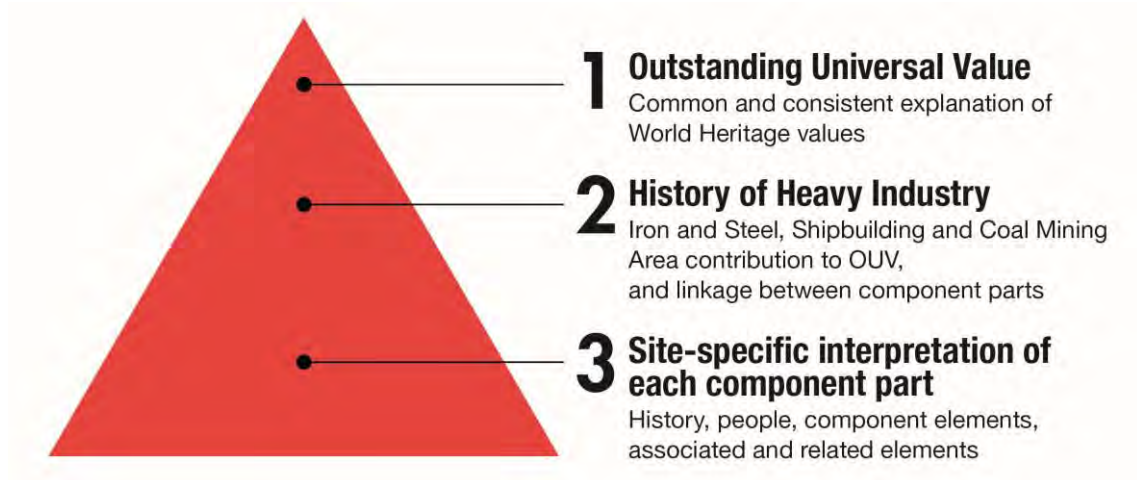 1 Outstanding Universal Value
Common and consistent explanation of
World Heritage values
2 History of Heavy Industry
Iron and Steel, Shipbuilding and Coal Mining
Area contribution to OUV,
and linkage between component parts
3 Site-specific interpretation of
each component part
History, people, component elements,
associated and related elements